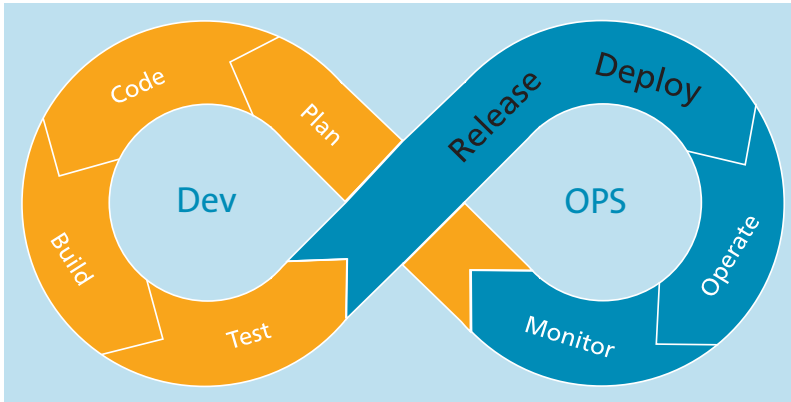 Plan
Code
Build
Test
Release
Deploy
Operate
Monitor
Dev
OPS